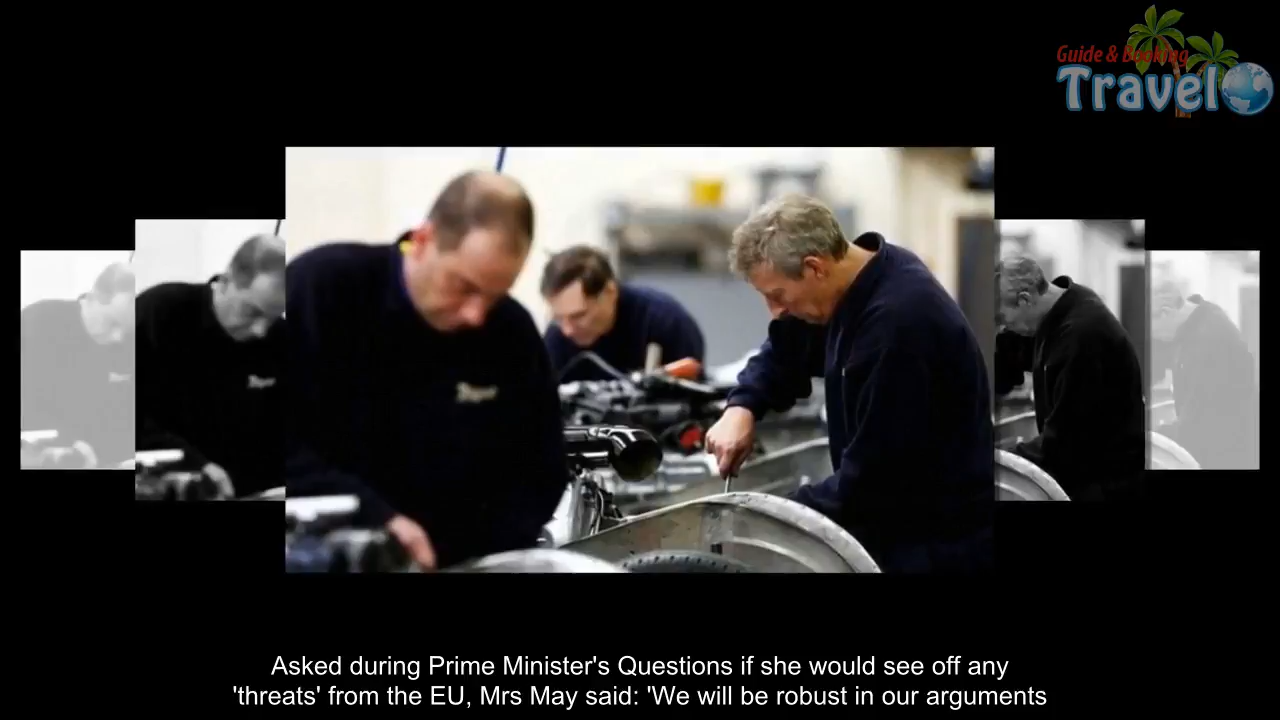 Guide & Booking
Travel
Asked during Prime Minister's Questions if she would see off any
'threats' from the EU, Mrs May said: 'We will be robust in our arguments